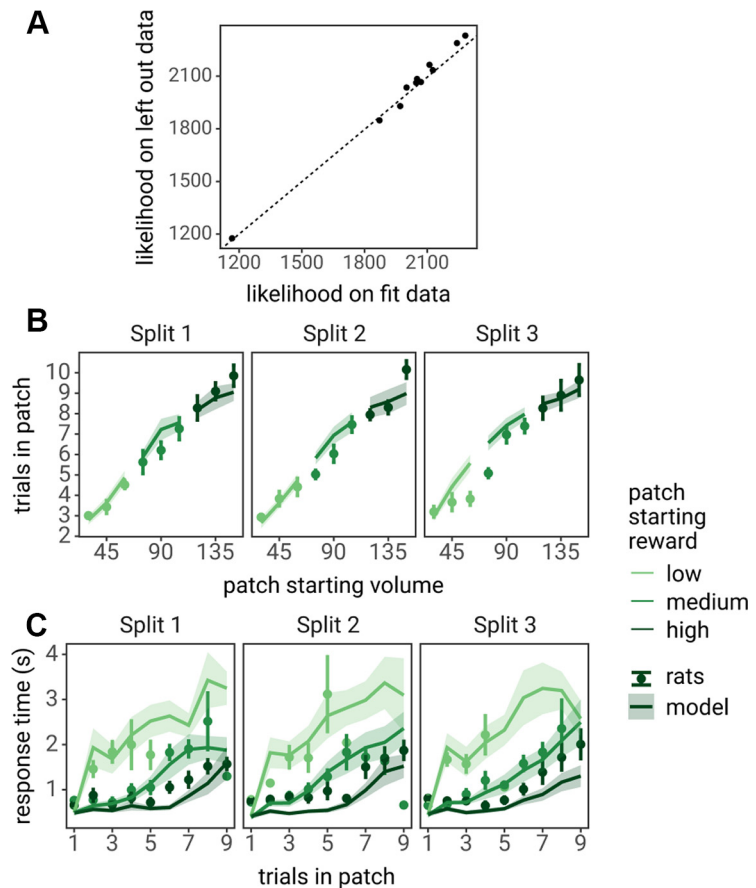 A
likelihood on left out data
2100
1800
1500
1200
1200 1500 1800 2100
likelihood on fit data
B
Split 1 Split 2 Split 3
trials in patch
10
9
8
7
6
5
4
3
2
45 90 135 45 90 135 45 90 135
patch starting volume
patch
starting
reward
low
medium
high
rats
model
C
Split 1 Split 2 Split 3
response time (s)
4
3
2
1
1 3 5 7 9 1 3 5 7 9 1 3 5 7 9
trials in patch